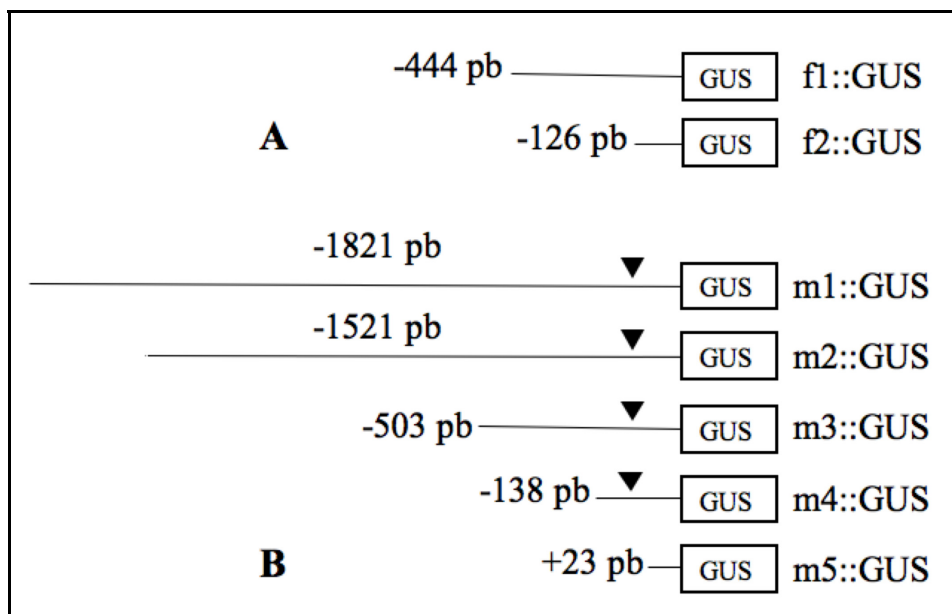 -444 pb GUS f1::GUS
A
-126 pb GUS f2::GUS
-1821 pb
GUS m1::GUS
-1521 pb
GUS m2::GUS
-503 pb GUS m3::GUS
-138 pb GUS m4::GUS
B +23 pb GUS m5::GUS